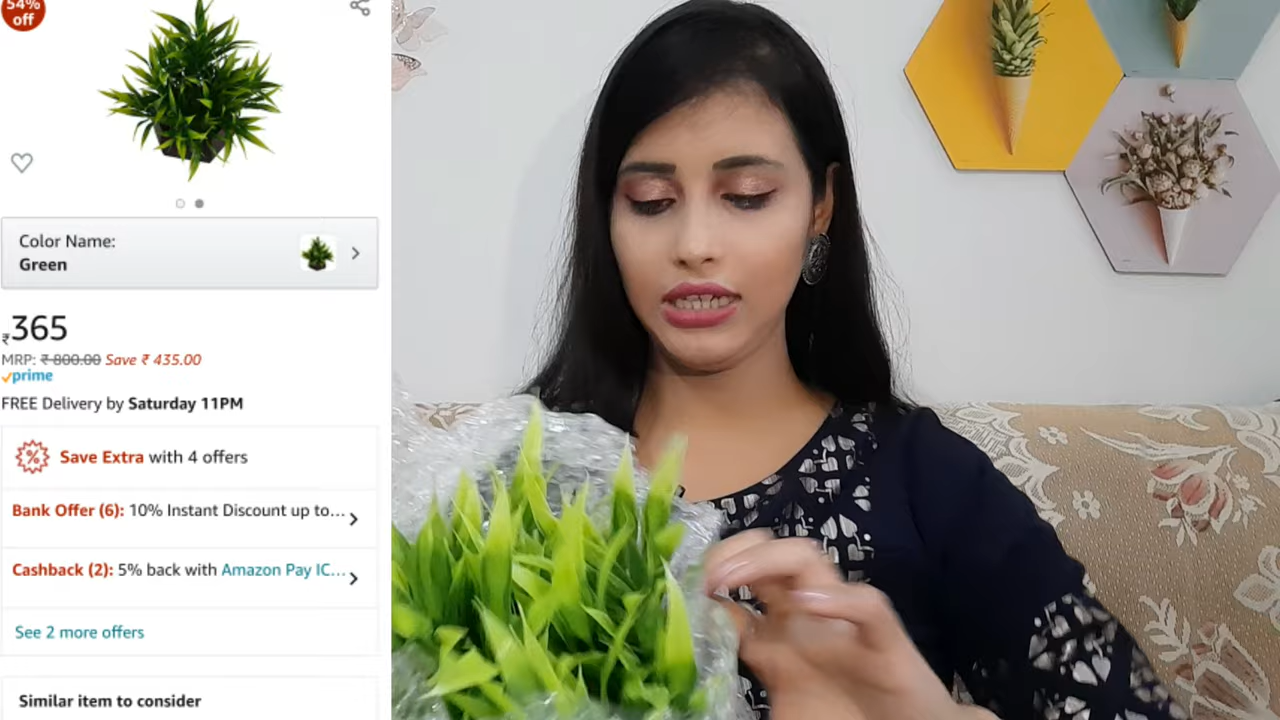 54%
off
Color Name:
Green
₹365
MRP: ₹ 800.00 Save ₹ 435.00
prime
FREE Delivery by Saturday 11PM
% Save Extra with 4 offers
Bank Offer (6): 10% Instant Discount up to...
Cashback (2): 5% back with Amazon Pay IC...
See 2 more offers
Similar item to consider